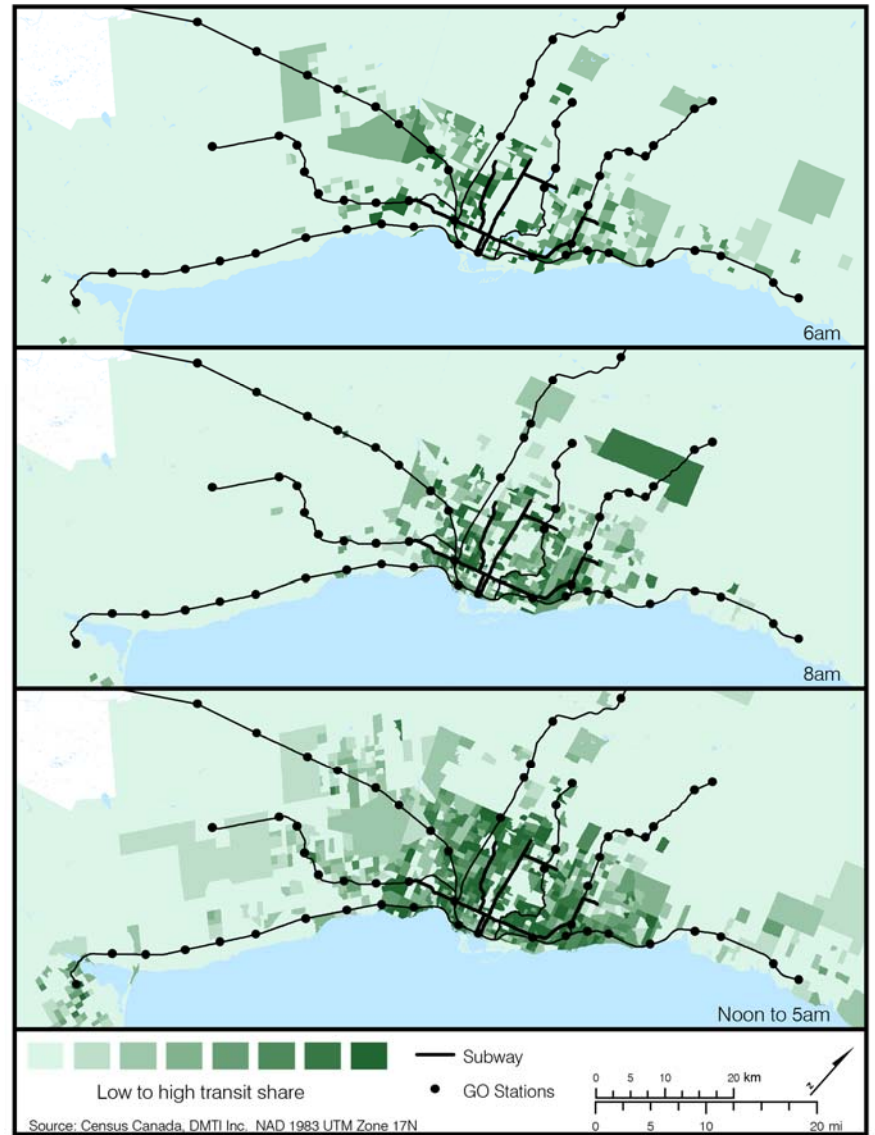 6am
8am
Noon to 5am
Low to high transit share
Subway
GO Stations
0 5 10 20 km
0 5 10 20 mi
z
Source: Census Canada, DMTI Inc. NAD 1983 UTM Zone 17N